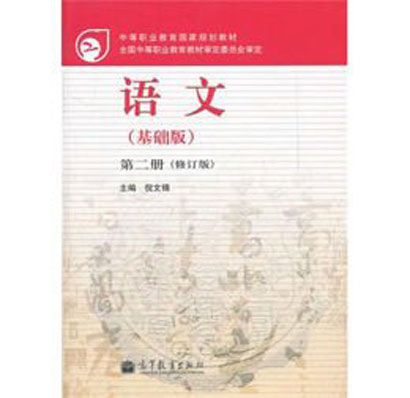 中等职业教育国家规划教材
全国中等职业教育教材审定委员会审定
语文
（基础版）
第二册（修订版）
主编 倪文锦
高等教育出版社